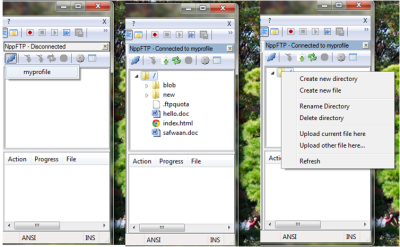 ?
X
NppFTP - Disconnected
myprofile
Action Progress File
ANSI
INS
?
X
NppFTP - Connected to myprofile
/
blob
new
.ftpquota
hello.doc
index.html
safwaan.doc
Action Progress File
ANSI
INS
?
X
NppFTP - Connected to myprofile
Create new directory
Create new file
Rename Directory
Delete directory
Upload current file here
Upload other file here...
Refresh
Action
ANSI
INS